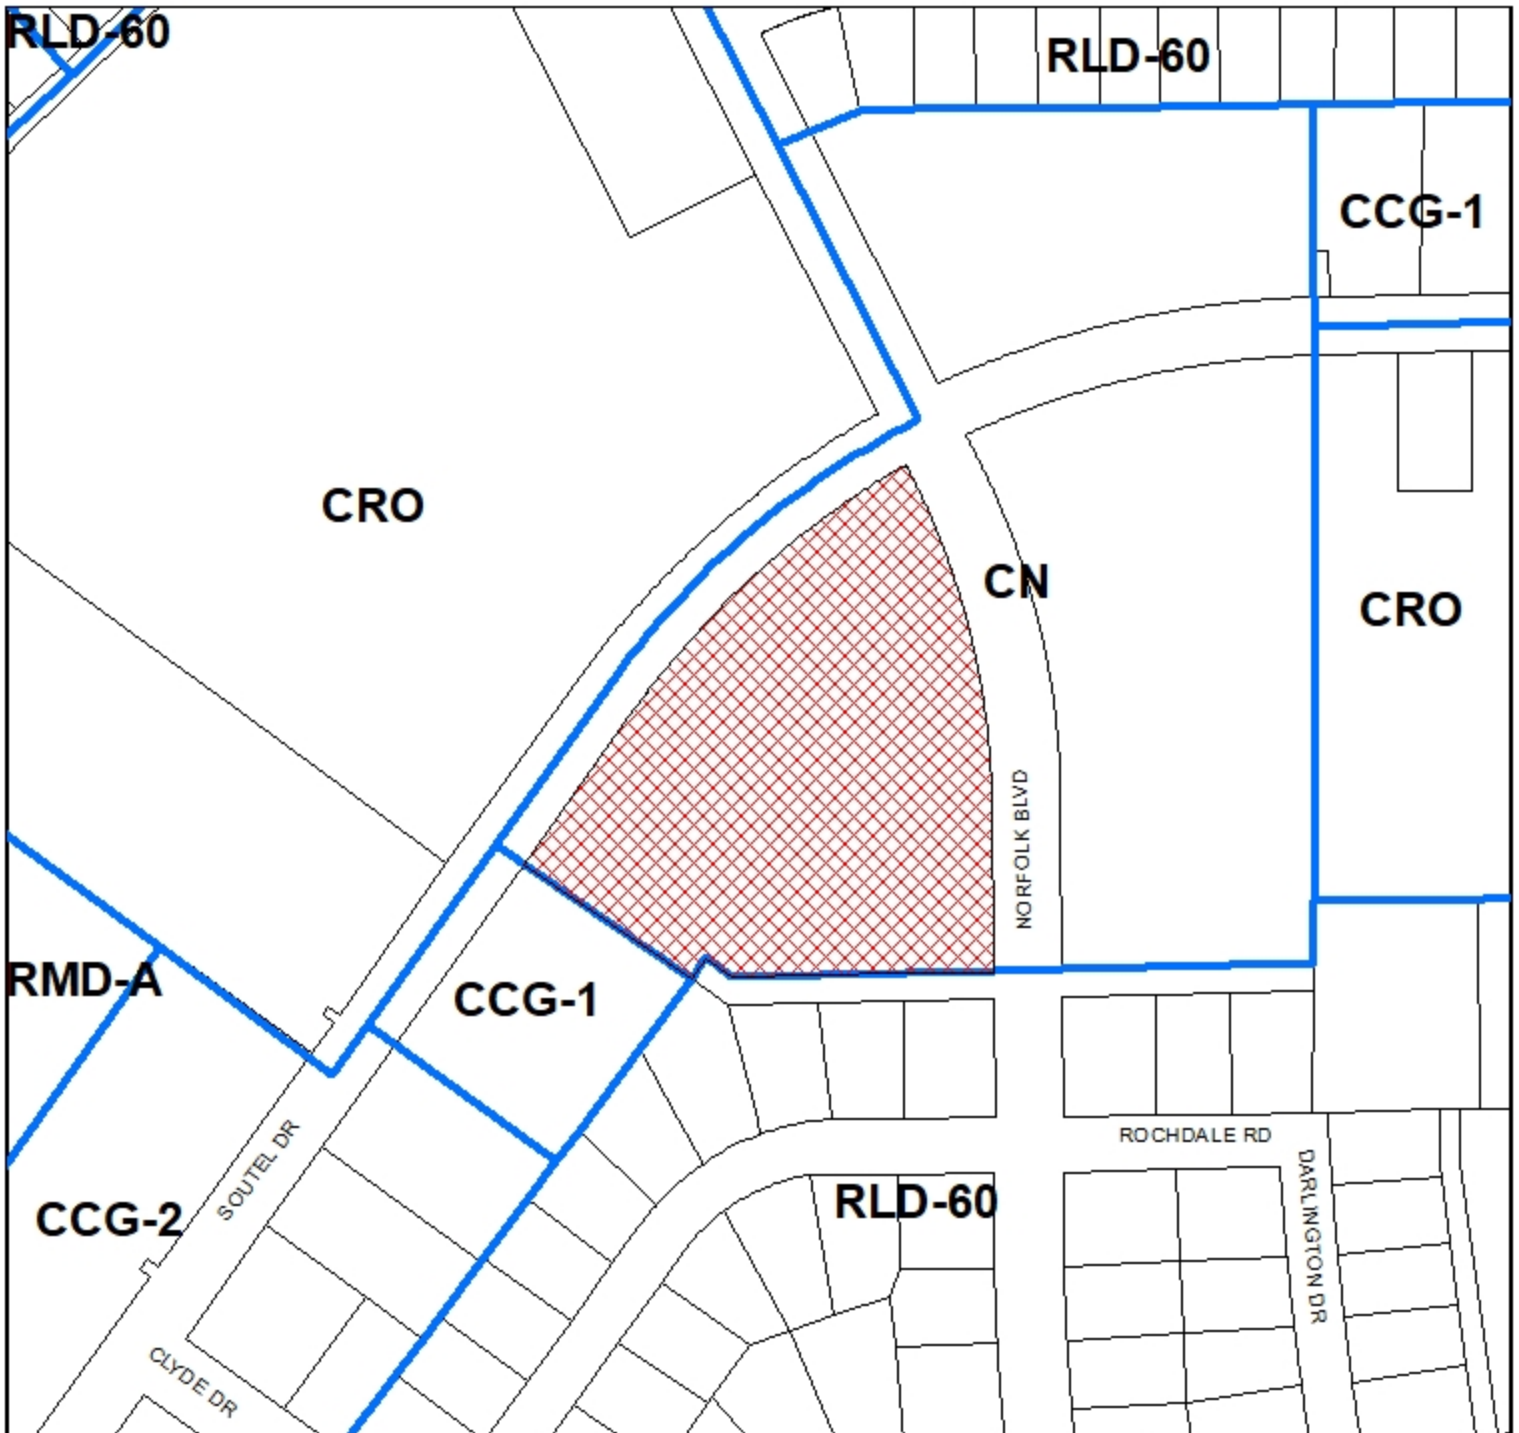 RLD-60
RLD-60
CCG-1
CRO
CN
CRO
NORFOLK BLVD
RMD-A
CCG-1
ROCHDALE RD
SOUTEL DR
DARLINGTON DR
RLD-60
CCG-2
CLYDE DR